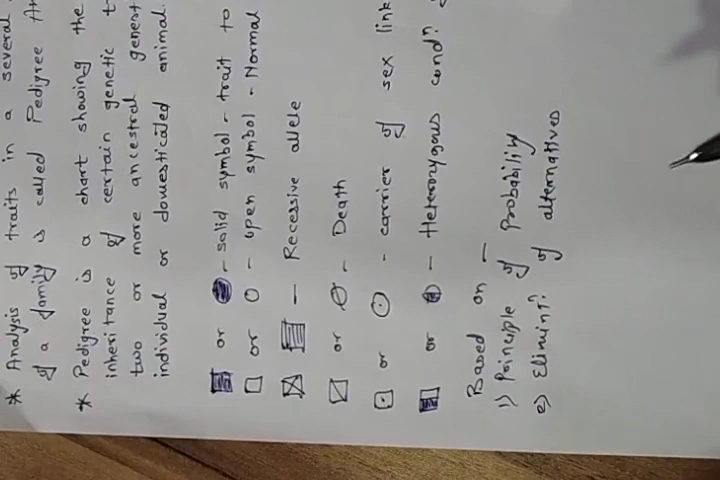 * Analysis of traits in a several
of a family is called Pedigree An
* Pedigree is a chart showing the
inheritance of certain genetic t
two or more ancestral generat
individual or domesticated animal.
or - solid symbol - trait to
or - open symbol - Normal
- Recessive allele
or - Death
or - carrier of sex link
or - Heterozygous condn
Based on -
1) Principle of Probability
2) Elimintn of alternatives